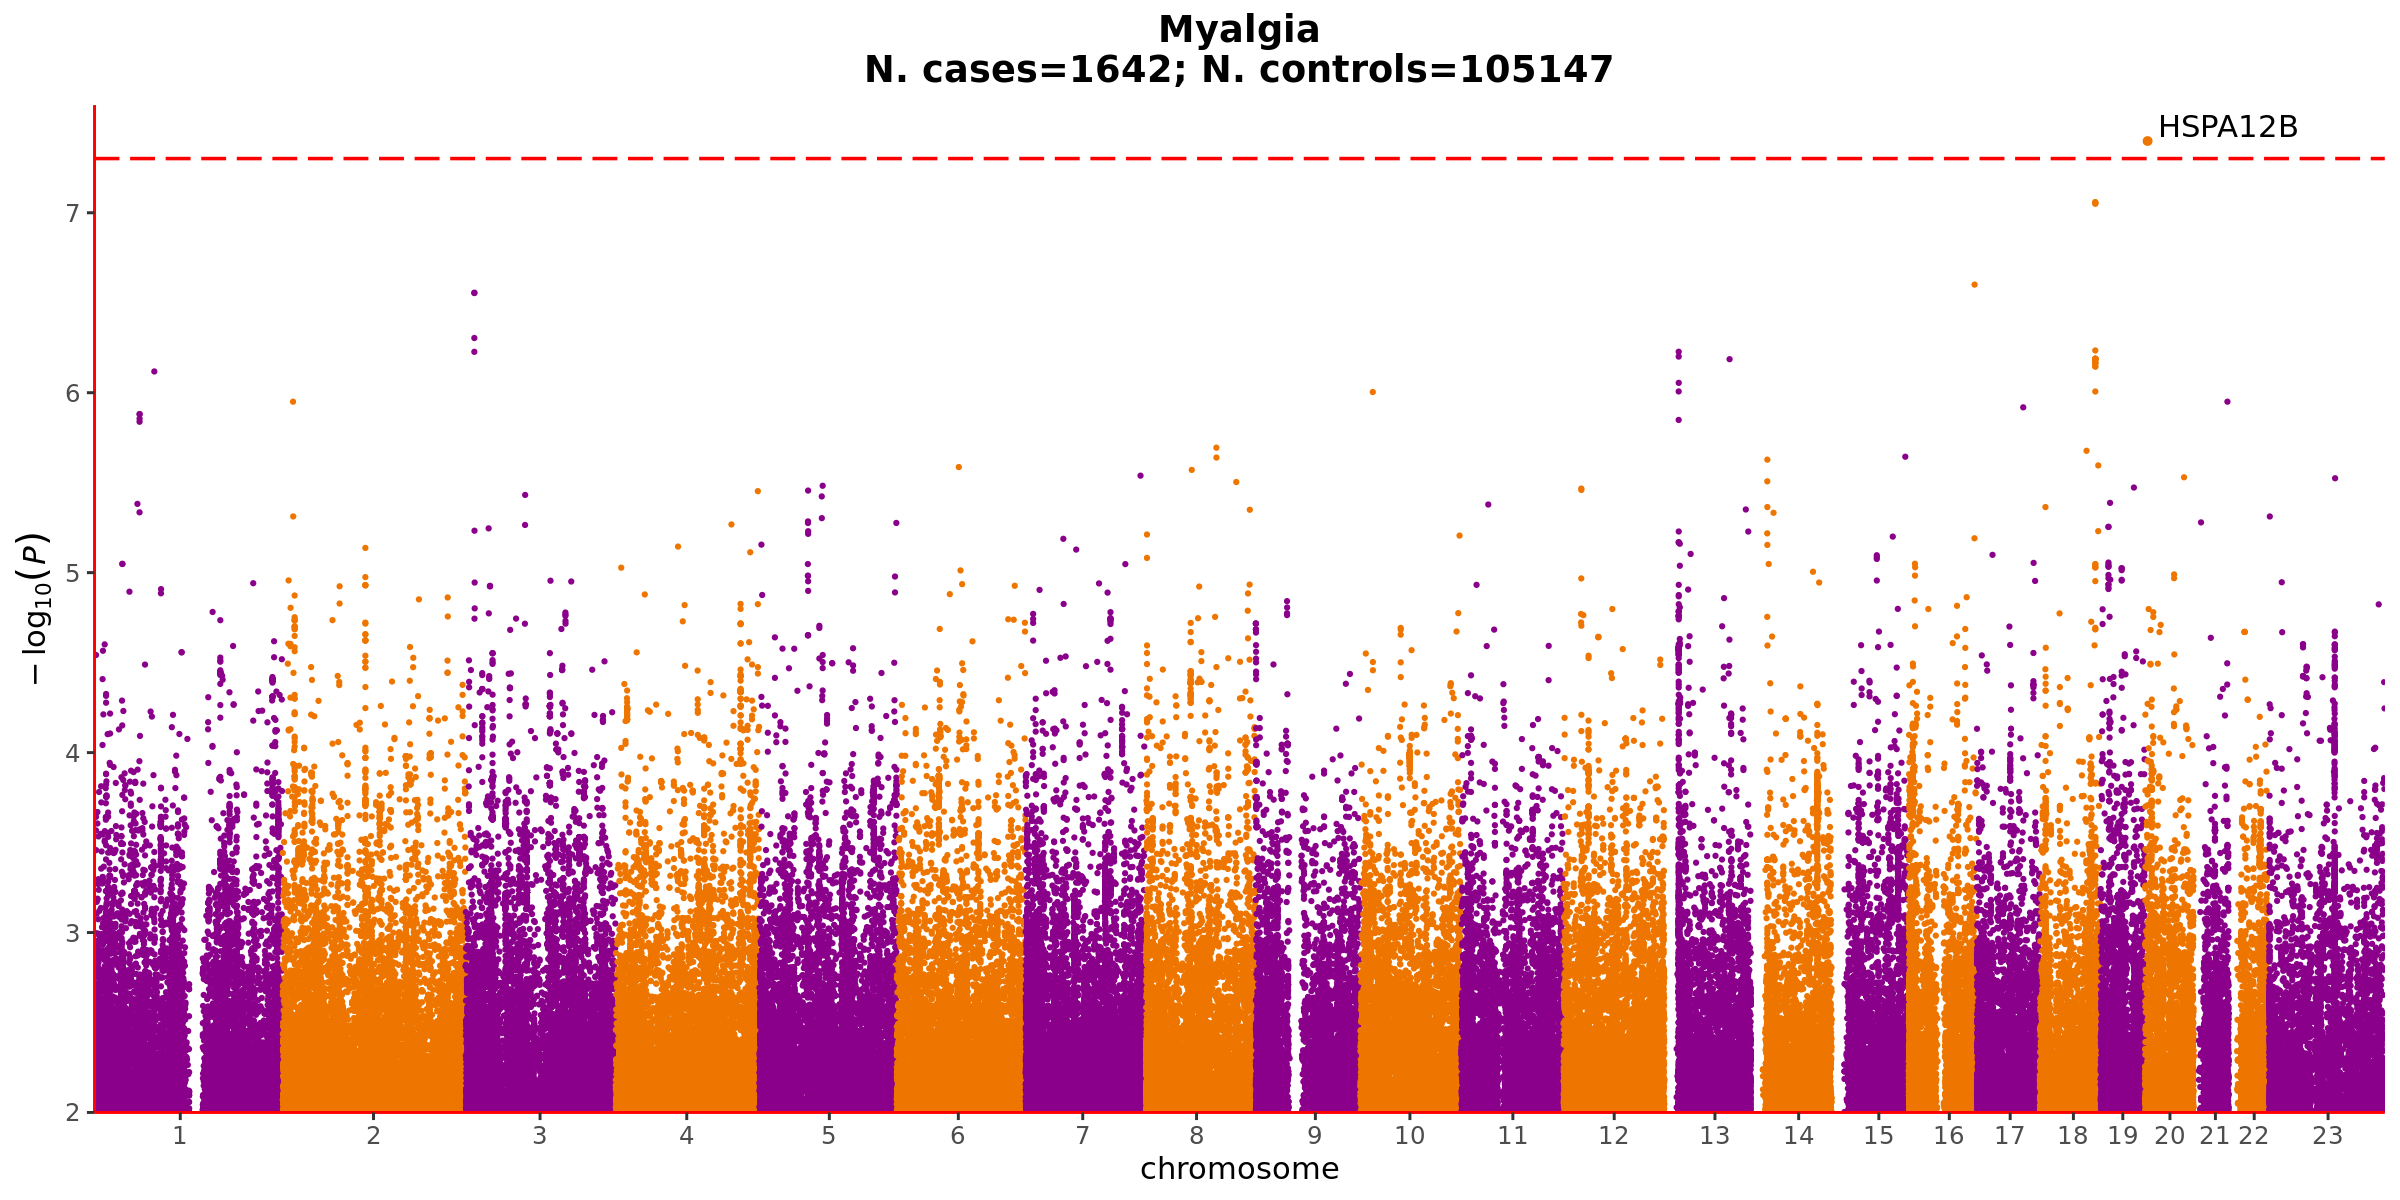 Myalgia
N. cases=1642; N. controls=105147
HSPA12B
7
6
5
4
3
2
− log10(P)
1 2 3 4 5 6 7 8 9 10 11 12 13 14 15 16 17 18 19 20 21 22 23
chromosome